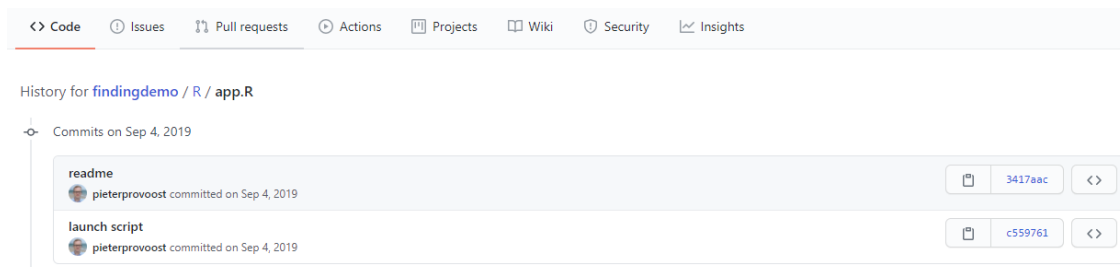 <> Code Issues Pull requests Actions Projects Wiki Security Insights
History for findingdemo / R / app.R
Commits on Sep 4, 2019
readme
pieterprovoost committed on Sep 4, 2019
3417aac <>
launch script
pieterprovoost committed on Sep 4, 2019
c559761 <>